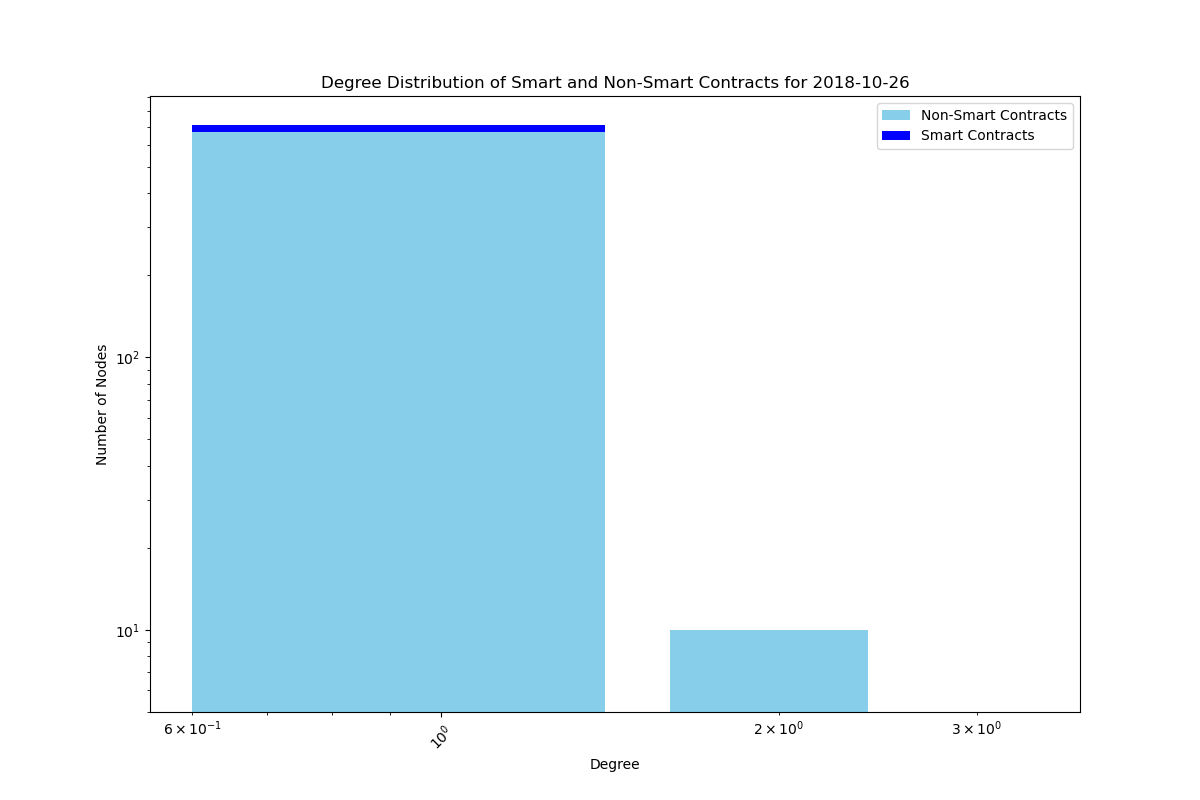 Degree Distribution of Smart and Non-Smart Contracts for 2018-10-26
Non-Smart Contracts
Smart Contracts
Number of Nodes
10²
10¹
6 × 10⁻¹
10⁰
2 × 10⁰
3 × 10⁰
Degree